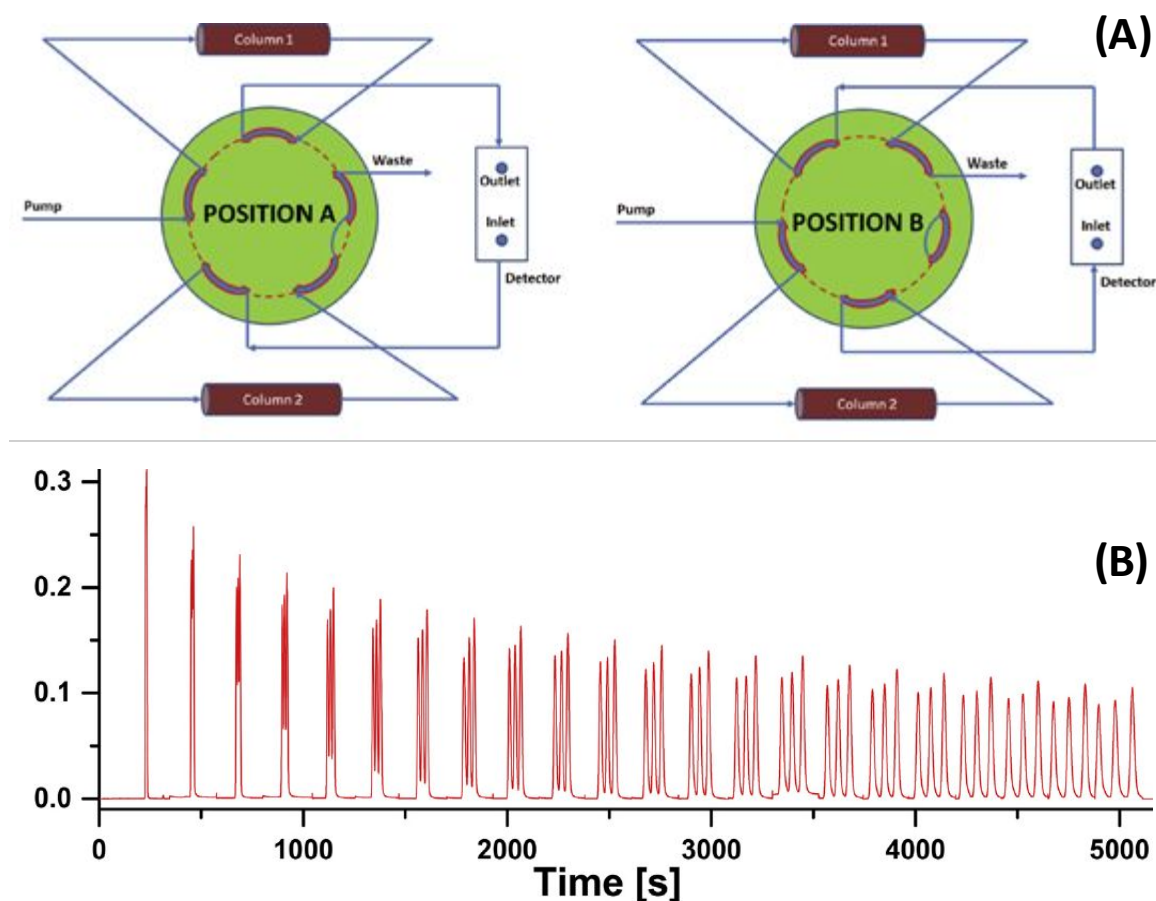 Column 1
Waste
Outlet
Pump
POSITION A
Inlet
Detector
Column 2
Column 1
(A)
Waste
Outlet
Pump
POSITION B
Inlet
Detector
Column 2
(B)
0.3
0.2
0.1
0.0
0 1000 2000 3000 4000 5000
Time [s]